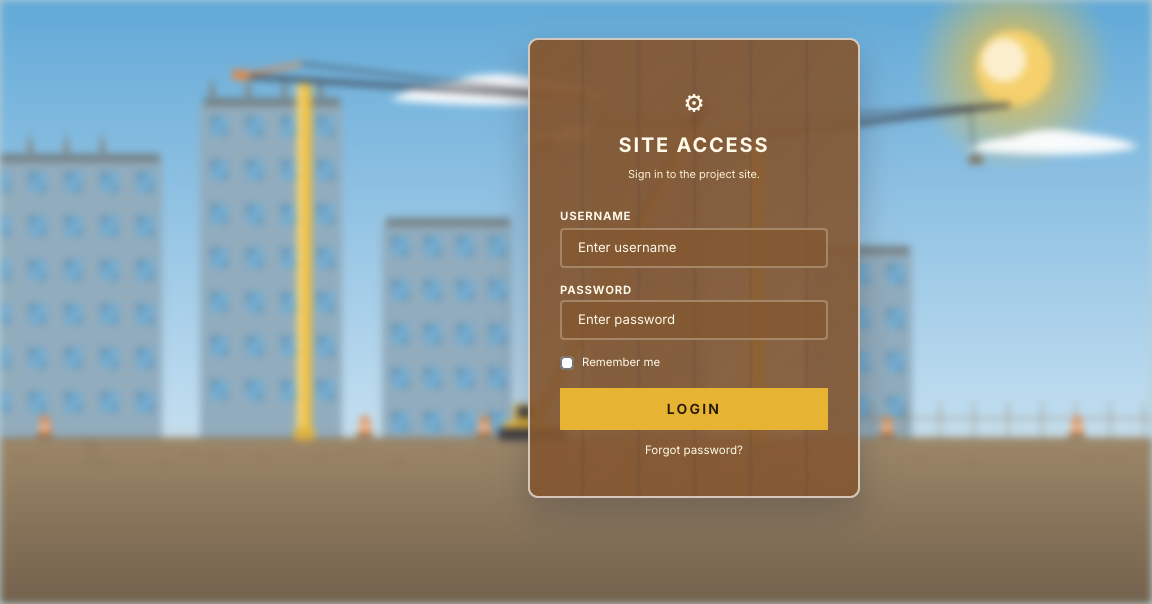 SITE ACCESS
Sign in to the project site.
USERNAME
Enter username
PASSWORD
Enter password
Remember me
LOGIN
Forgot password?